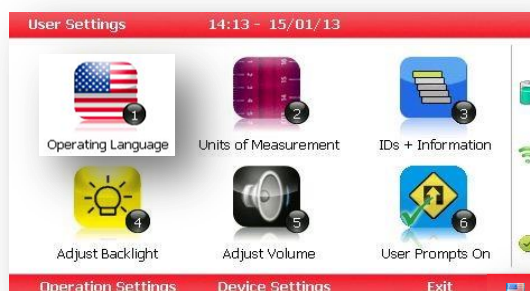 User Settings 14:13 - 15/01/13
1 2 3
Operating Language Units of Measurement IDs + Information
4 5 6
Adjust Backlight Adjust Volume User Prompts On
Operation Settings Device Settings Exit